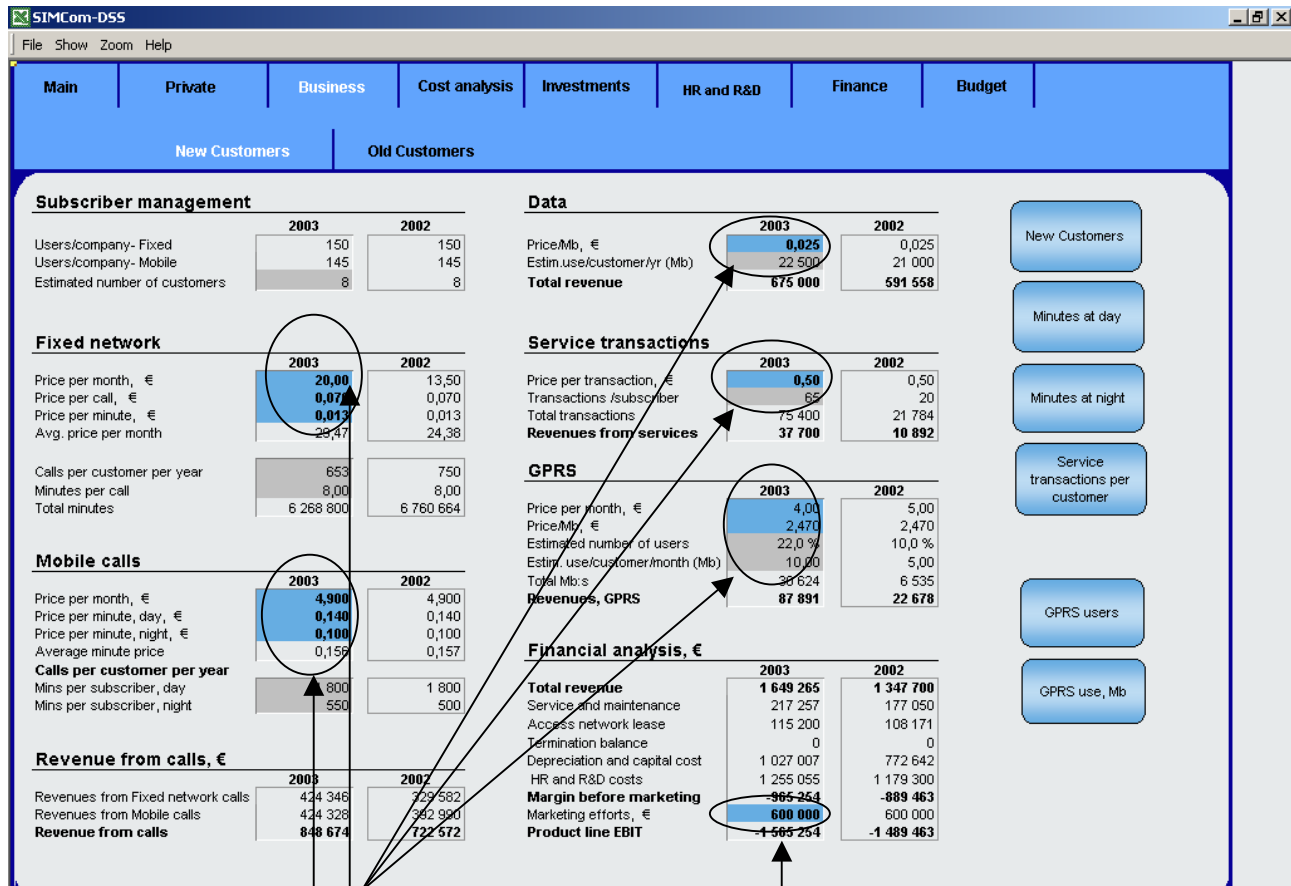 SIMCom-DSS
File Show Zoom Help
Main Private Business Cost analysis Investments HR and R&D Finance Budget
New Customers Old Customers
Subscriber management
2003 2002
Users/company- Fixed 150 150
Users/company- Mobile 145 145
Estimated number of customers 8 8
Fixed network
2003 2002
Price per month, € 20,00 13,50
Price per call, € 0,070 0,070
Price per minute, € 0,013 0,013
Avg. price per month 29,47 24,38
Calls per customer per year 653 750
Minutes per call 8,00 8,00
Total minutes 6 268 800 6 760 664
Mobile calls
2003 2002
Price per month, € 4,900 4,900
Price per minute, day, € 0,140 0,140
Price per minute, night, € 0,100 0,100
Average minute price 0,156 0,157
Calls per customer per year
Mins per subscriber, day 800 1 800
Mins per subscriber, night 550 500
Revenue from calls, €
2003 2002
Revenues from Fixed network calls 424 346 329 582
Revenues from Mobile calls 424 328 392 990
Revenue from calls 848 674 722 572
Data
2003 2002
Price/Mb, € 0,025 0,025
Estim.use/customer/yr (Mb) 22 500 21 000
Total revenue 675 000 591 558
Service transactions
2003 2002
Price per transaction, € 0,50 0,50
Transactions /subscriber 65 20
Total transactions 75 400 21 784
Revenues from services 37 700 10 892
GPRS
2003 2002
Price per month, € 4,00 5,00
Price/Mb, € 2,470 2,470
Estimated number of users 22,0 % 10,0 %
Estim. use/customer/month (Mb) 10,00 5,00
Total Mb:s 30 624 6 535
Revenues, GPRS 87 891 22 678
Financial analysis, €
2003 2002
Total revenue 1 649 265 1 347 700
Service and maintenance 217 257 177 050
Access network lease 115 200 108 171
Termination balance 0 0
Depreciation and capital cost 1 027 007 772 642
HR and R&D costs 1 255 055 1 179 300
Margin before marketing -965 254 -889 463
Marketing efforts, € 600 000 600 000
Product line EBIT -1 565 254 -1 489 463
New Customers
Minutes at day
Minutes at night
Service
transactions per
customer
GPRS users
GPRS use, Mb